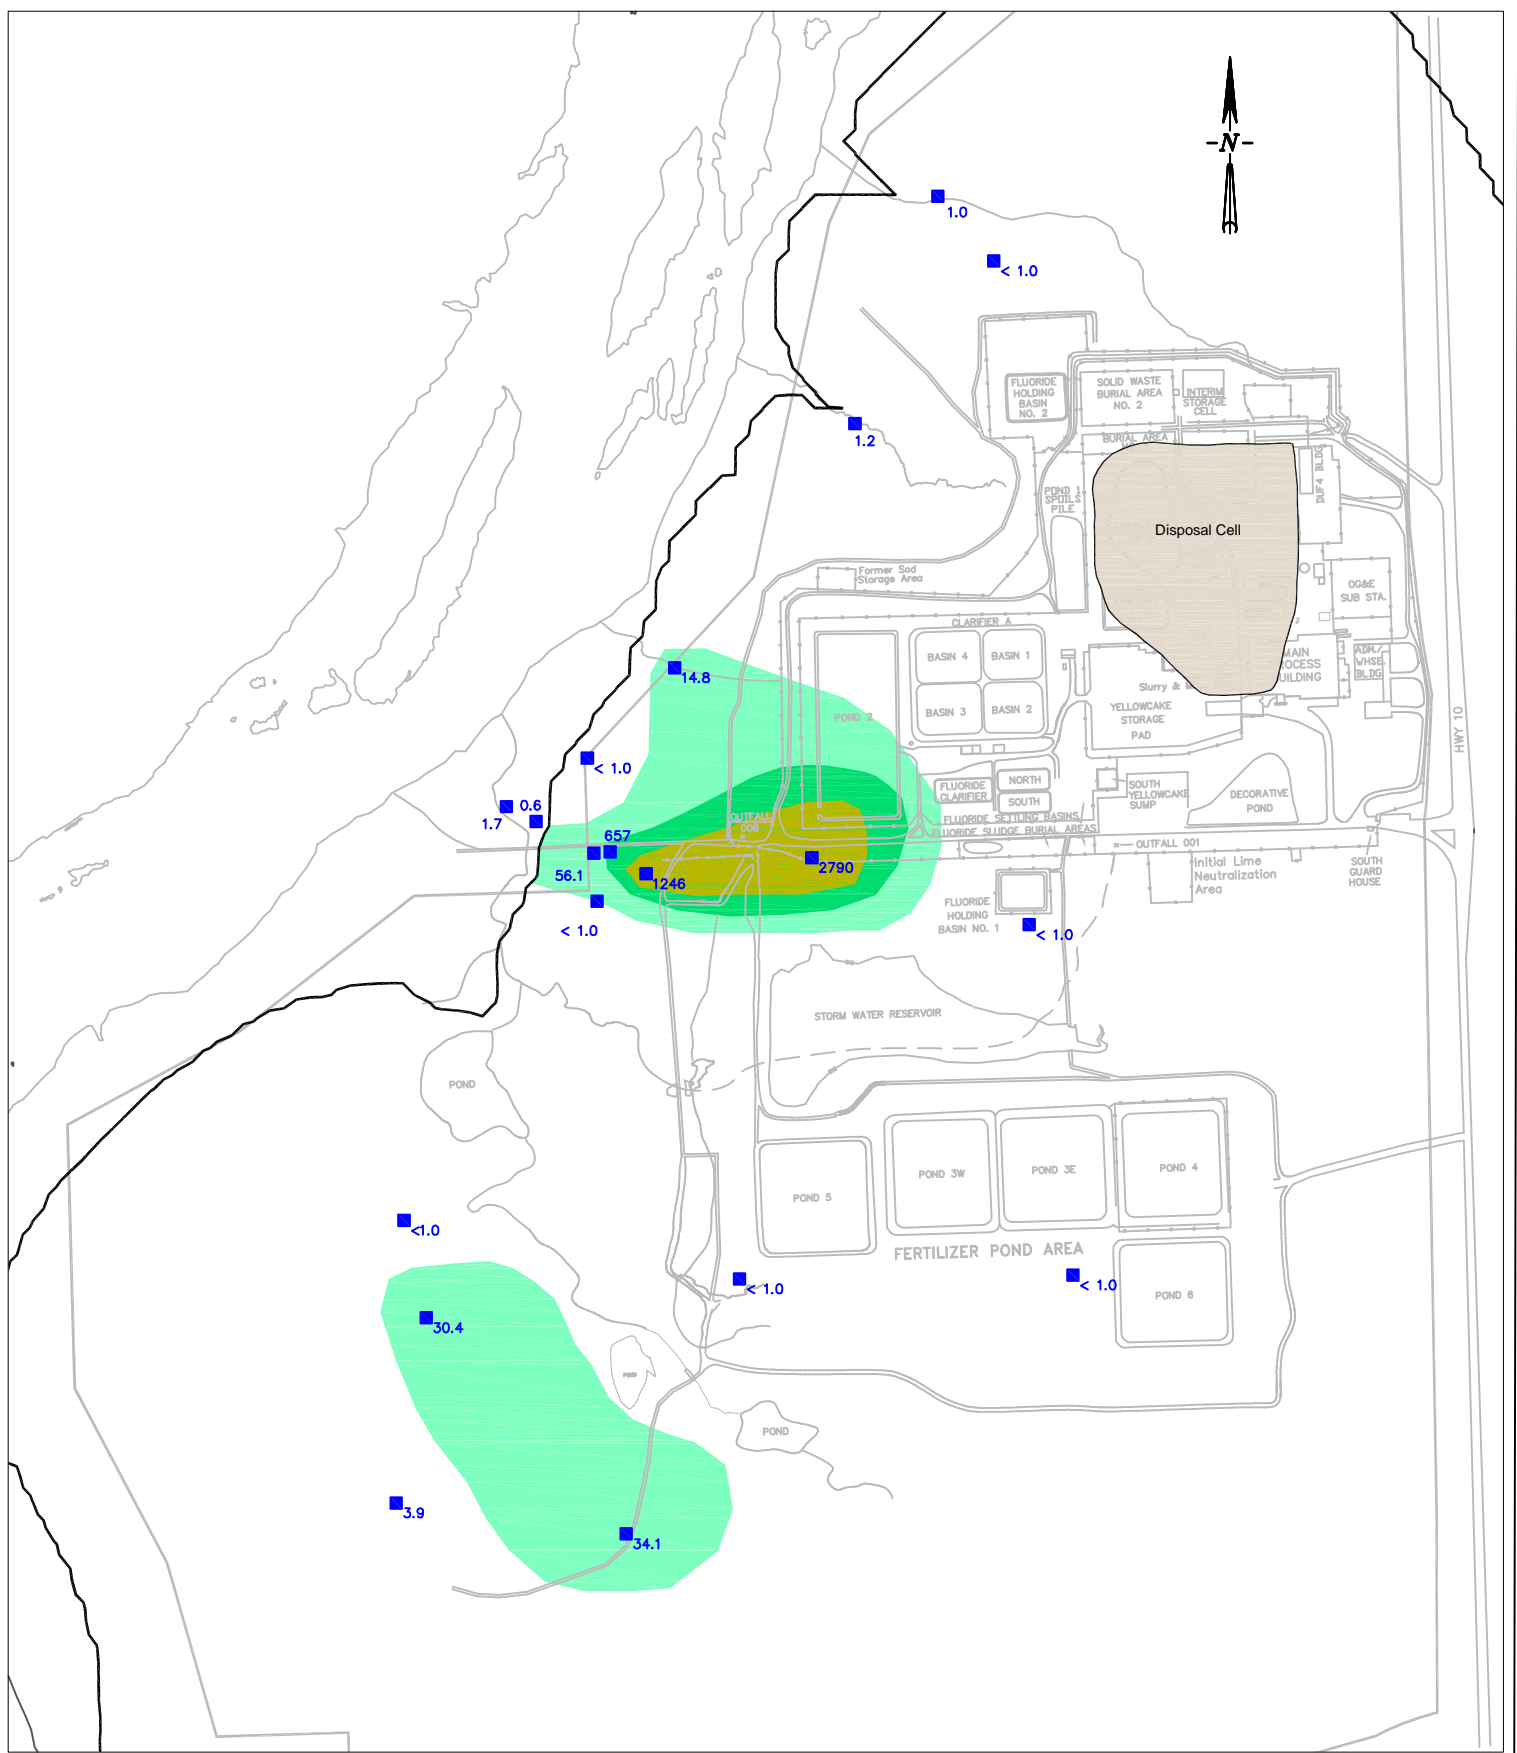 -N-
1.0
< 1.0
FLUORIDE
HOLDING
BASIN
NO. 2
SOLID WASTE
BURIAL AREA
NO. 2
INTERIM
STORAGE
CELL
1.2
BURIAL AREA
DUF4 BLDG
POND 1
SPOILS
PILE
Disposal Cell
Former Sod
Storage Area
OG&E
SUB STA.
CLARIFIER A
BASIN 4
BASIN 1
MAIN
PROCESS
BUILDING
ADM./
WHSE.
BLDG
14.8
Slurry & M
BASIN 3
BASIN 2
YELLOWCAKE
STORAGE
PAD
POND 2
HWY 10
< 1.0
FLUORIDE
CLARIFIER
NORTH
SOUTH
SOUTH
YELLOWCAKE
SUMP
DECORATIVE
POND
0.6
1.7
OUTFALL
008
FLUORIDE SETTLING BASINS
FLUORIDE SLUDGE BURIAL AREAS
657
OUTFALL 001
56.1
1246
2790
Initial Lime
Neutralization
Area
SOUTH
GUARD
HOUSE
FLUORIDE
HOLDING
BASIN NO. 1
< 1.0
< 1.0
STORM WATER RESERVOIR
POND
POND 5
POND 3W
POND 3E
POND 4
<1.0
FERTILIZER POND AREA
< 1.0
< 1.0
POND 6
30.4
POND
POND
3.9
34.1